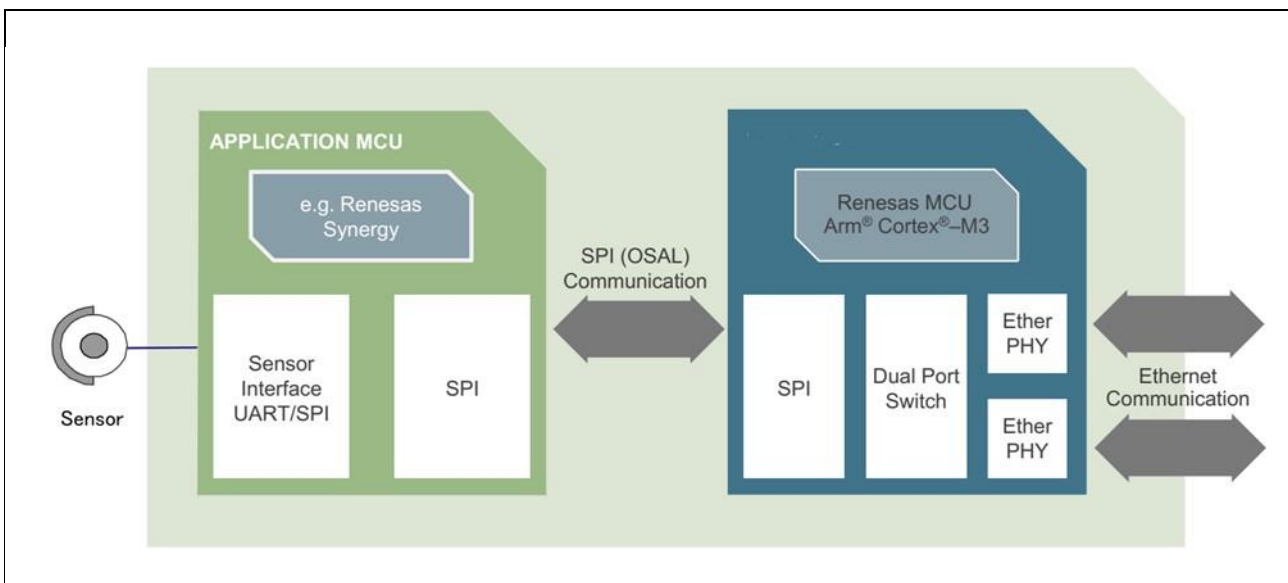 APPLICATION MCU
e.g. Renesas
Synergy
Renesas MCU
Arm® Cortex®–M3
SPI (OSAL)
Communication
Sensor
Interface
UART/SPI
SPI
SPI
Dual Port
Switch
Ether
PHY
Ether
PHY
Ethernet
Communication
Sensor